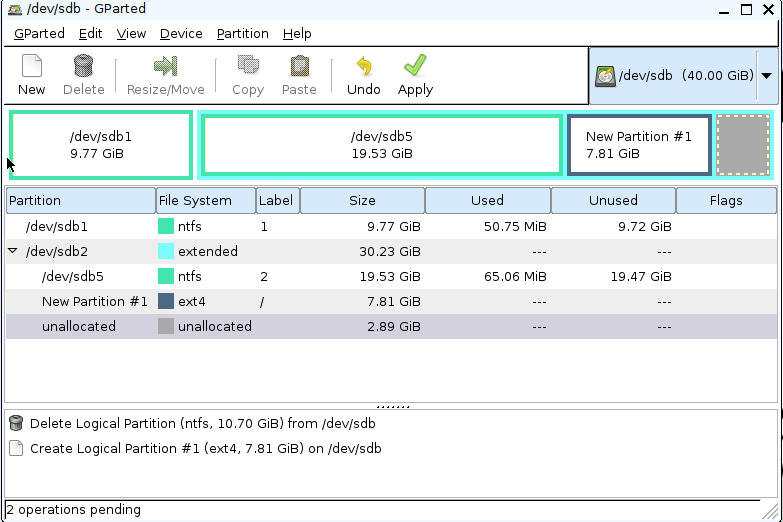 /dev/sdb - GParted
GParted Edit View Device Partition Help
New Delete Resize/Move Copy Paste Undo Apply /dev/sdb (40.00 GiB)
/dev/sdb1 /dev/sdb5 New Partition #1
9.77 GiB 19.53 GiB 7.81 GiB
Partition File System Label Size Used Unused Flags
/dev/sdb1 ntfs 1 9.77 GiB 50.75 MiB 9.72 GiB
/dev/sdb2 extended 30.23 GiB --- ---
/dev/sdb5 ntfs 2 19.53 GiB 65.06 MiB 19.47 GiB
New Partition #1 ext4 / 7.81 GiB --- ---
unallocated unallocated 2.89 GiB --- ---
Delete Logical Partition (ntfs, 10.70 GiB) from /dev/sdb
Create Logical Partition #1 (ext4, 7.81 GiB) on /dev/sdb
2 operations pending